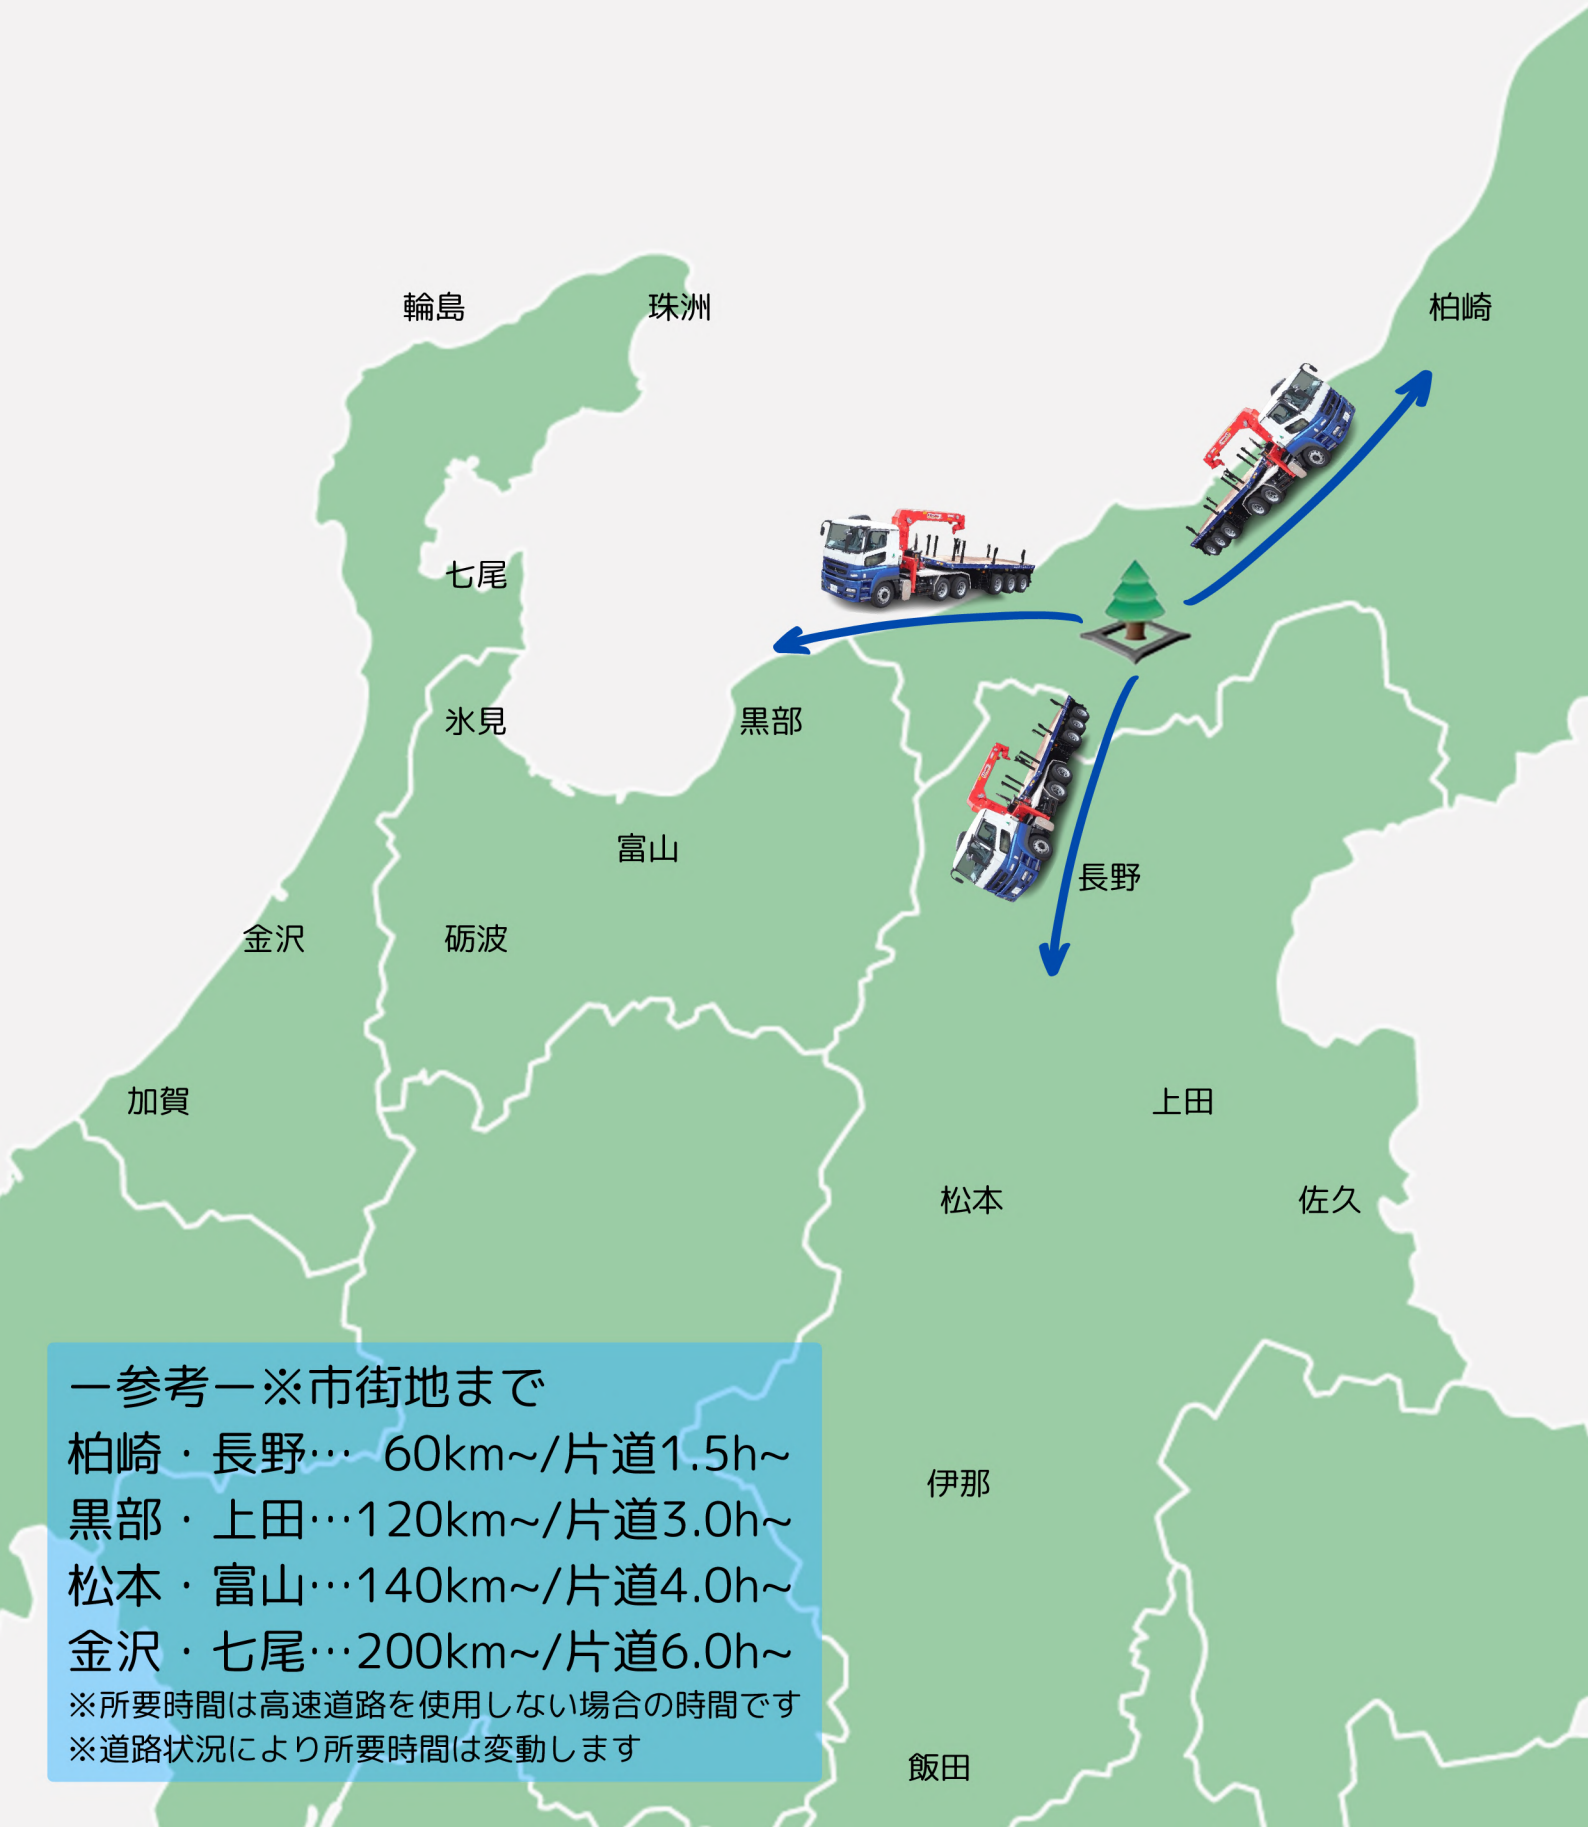 輪島
珠洲
柏崎
七尾
氷見
黒部
富山
長野
金沢
砺波
加賀
上田
松本
佐久
ー参考ー※市街地まで
柏崎・長野… 60km~/片道1.5h~
黒部・上田…120km~/片道3.0h~
松本・富山…140km~/片道4.0h~
金沢・七尾…200km~/片道6.0h~
※所要時間は高速道路を使用しない場合の時間です
※道路状況により所要時間は変動します
伊那
飯田